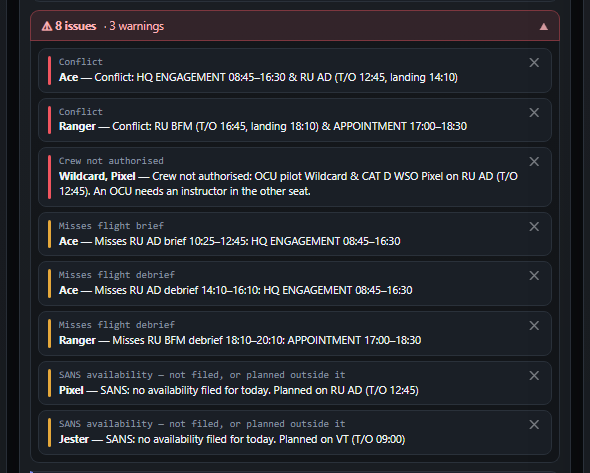 ⚠ 8 issues · 3 warnings ▲
Conflict ×
Ace — Conflict: HQ ENGAGEMENT 08:45–16:30 & RU AD (T/O 12:45, landing 14:10)
Conflict ×
Ranger — Conflict: RU BFM (T/O 16:45, landing 18:10) & APPOINTMENT 17:00–18:30
Crew not authorised ×
Wildcard, Pixel — Crew not authorised: OCU pilot Wildcard & CAT D WSO Pixel on RU AD (T/O
12:45). An OCU needs an instructor in the other seat.
Misses flight brief ×
Ace — Misses RU AD brief 10:25–12:45: HQ ENGAGEMENT 08:45–16:30
Misses flight debrief ×
Ace — Misses RU AD debrief 14:10–16:10: HQ ENGAGEMENT 08:45–16:30
Misses flight debrief ×
Ranger — Misses RU BFM debrief 18:10–20:10: APPOINTMENT 17:00–18:30
SANS availability — not filed, or planned outside it ×
Pixel — SANS: no availability filed for today. Planned on RU AD (T/O 12:45)
SANS availability — not filed, or planned outside it ×
Jester — SANS: no availability filed for today. Planned on VT (T/O 09:00)